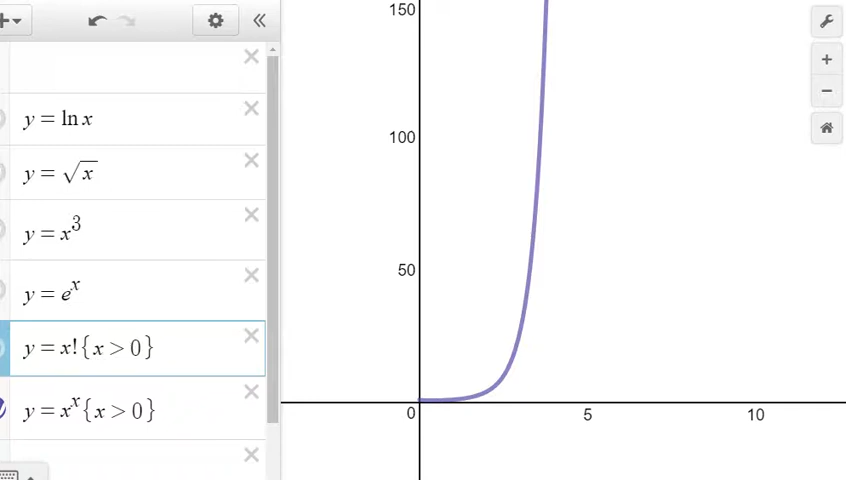 y = ln x
y = √x
y = x³
y = eˣ
y = x! {x > 0}
y = xˣ {x > 0}
150
100
50
0
5
10